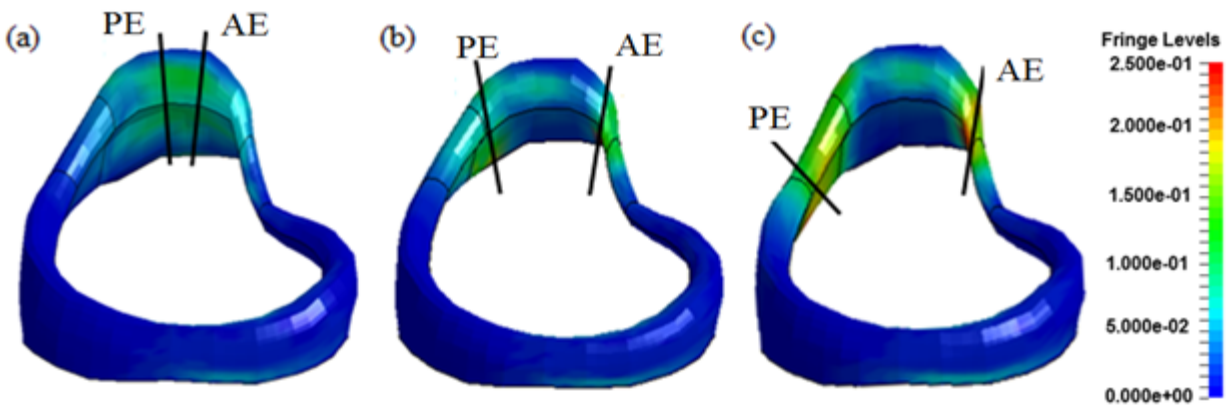 (a)
PE
AE
(b)
PE
AE
(c)
PE
AE
Fringe Levels
2.500e-01
2.000e-01
1.500e-01
1.000e-01
5.000e-02
0.000e+00